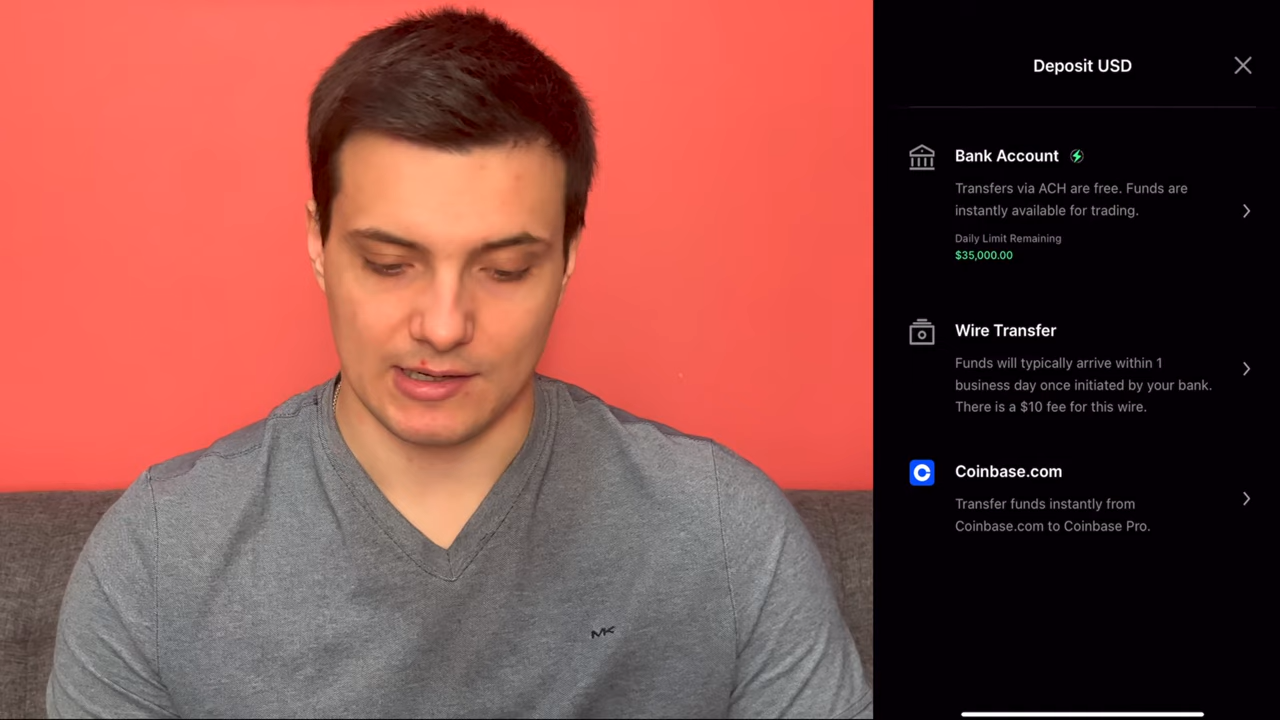 Deposit USD
Bank Account
Transfers via ACH are free. Funds are
instantly available for trading.
Daily Limit Remaining
$35,000.00
Wire Transfer
Funds will typically arrive within 1
business day once initiated by your bank.
There is a $10 fee for this wire.
Coinbase.com
Transfer funds instantly from
Coinbase.com to Coinbase Pro.
MK